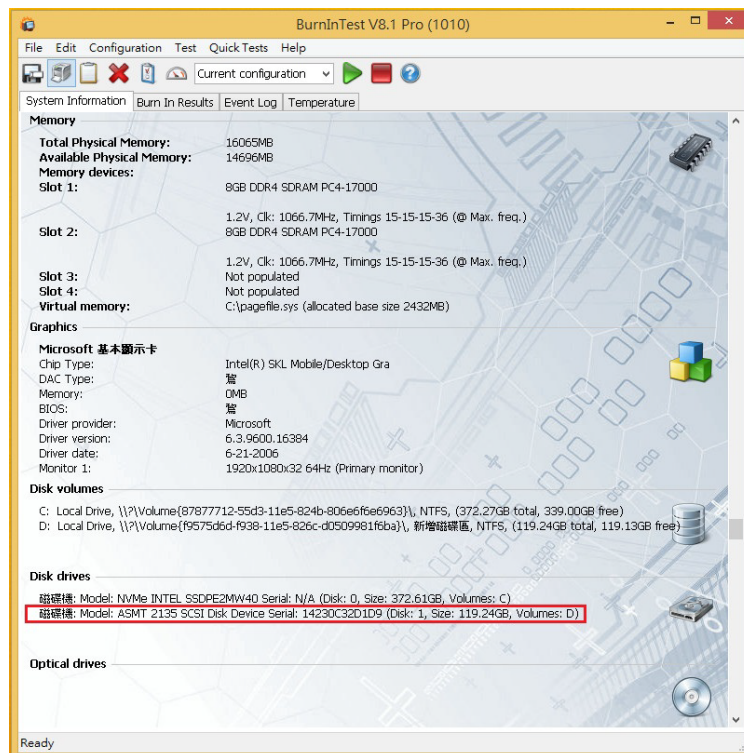 BurnInTest V8.1 Pro (1010)
File Edit Configuration Test Quick Tests Help
Current configuration
System Information Burn In Results Event Log Temperature
Memory
Total Physical Memory: 16065MB
Available Physical Memory: 14696MB
Memory devices:
Slot 1: 8GB DDR4 SDRAM PC4-17000
1.2V, Clk: 1066.7MHz, Timings 15-15-15-36 (@ Max. freq.)
Slot 2: 8GB DDR4 SDRAM PC4-17000
1.2V, Clk: 1066.7MHz, Timings 15-15-15-36 (@ Max. freq.)
Slot 3: Not populated
Slot 4: Not populated
Virtual memory: C:\pagefile.sys (allocated base size 2432MB)
Graphics
Microsoft 基本顯示卡
Chip Type: Intel(R) SKL Mobile/Desktop Gra
DAC Type:
Memory: 0MB
BIOS:
Driver provider: Microsoft
Driver version: 6.3.9600.16384
Driver date: 6-21-2006
Monitor 1: 1920x1080x32 64Hz (Primary monitor)
Disk volumes
C: Local Drive, \\?\Volume{87877712-55d3-11e5-824b-806e6f6e6963}\, NTFS, (372.27GB total, 339.00GB free)
D: Local Drive, \\?\Volume{f9575d6d-f938-11e5-826c-d0509981f6ba}\, 新增磁碟區, NTFS, (119.24GB total, 119.13GB free)
Disk drives
磁碟機: Model: NVMe INTEL SSDPE2MW40 Serial: N/A (Disk: 0, Size: 372.61GB, Volumes: C)
磁碟機: Model: ASMT 2135 SCSI Disk Device Serial: 14230C32D1D9 (Disk: 1, Size: 119.24GB, Volumes: D)
Optical drives
Ready